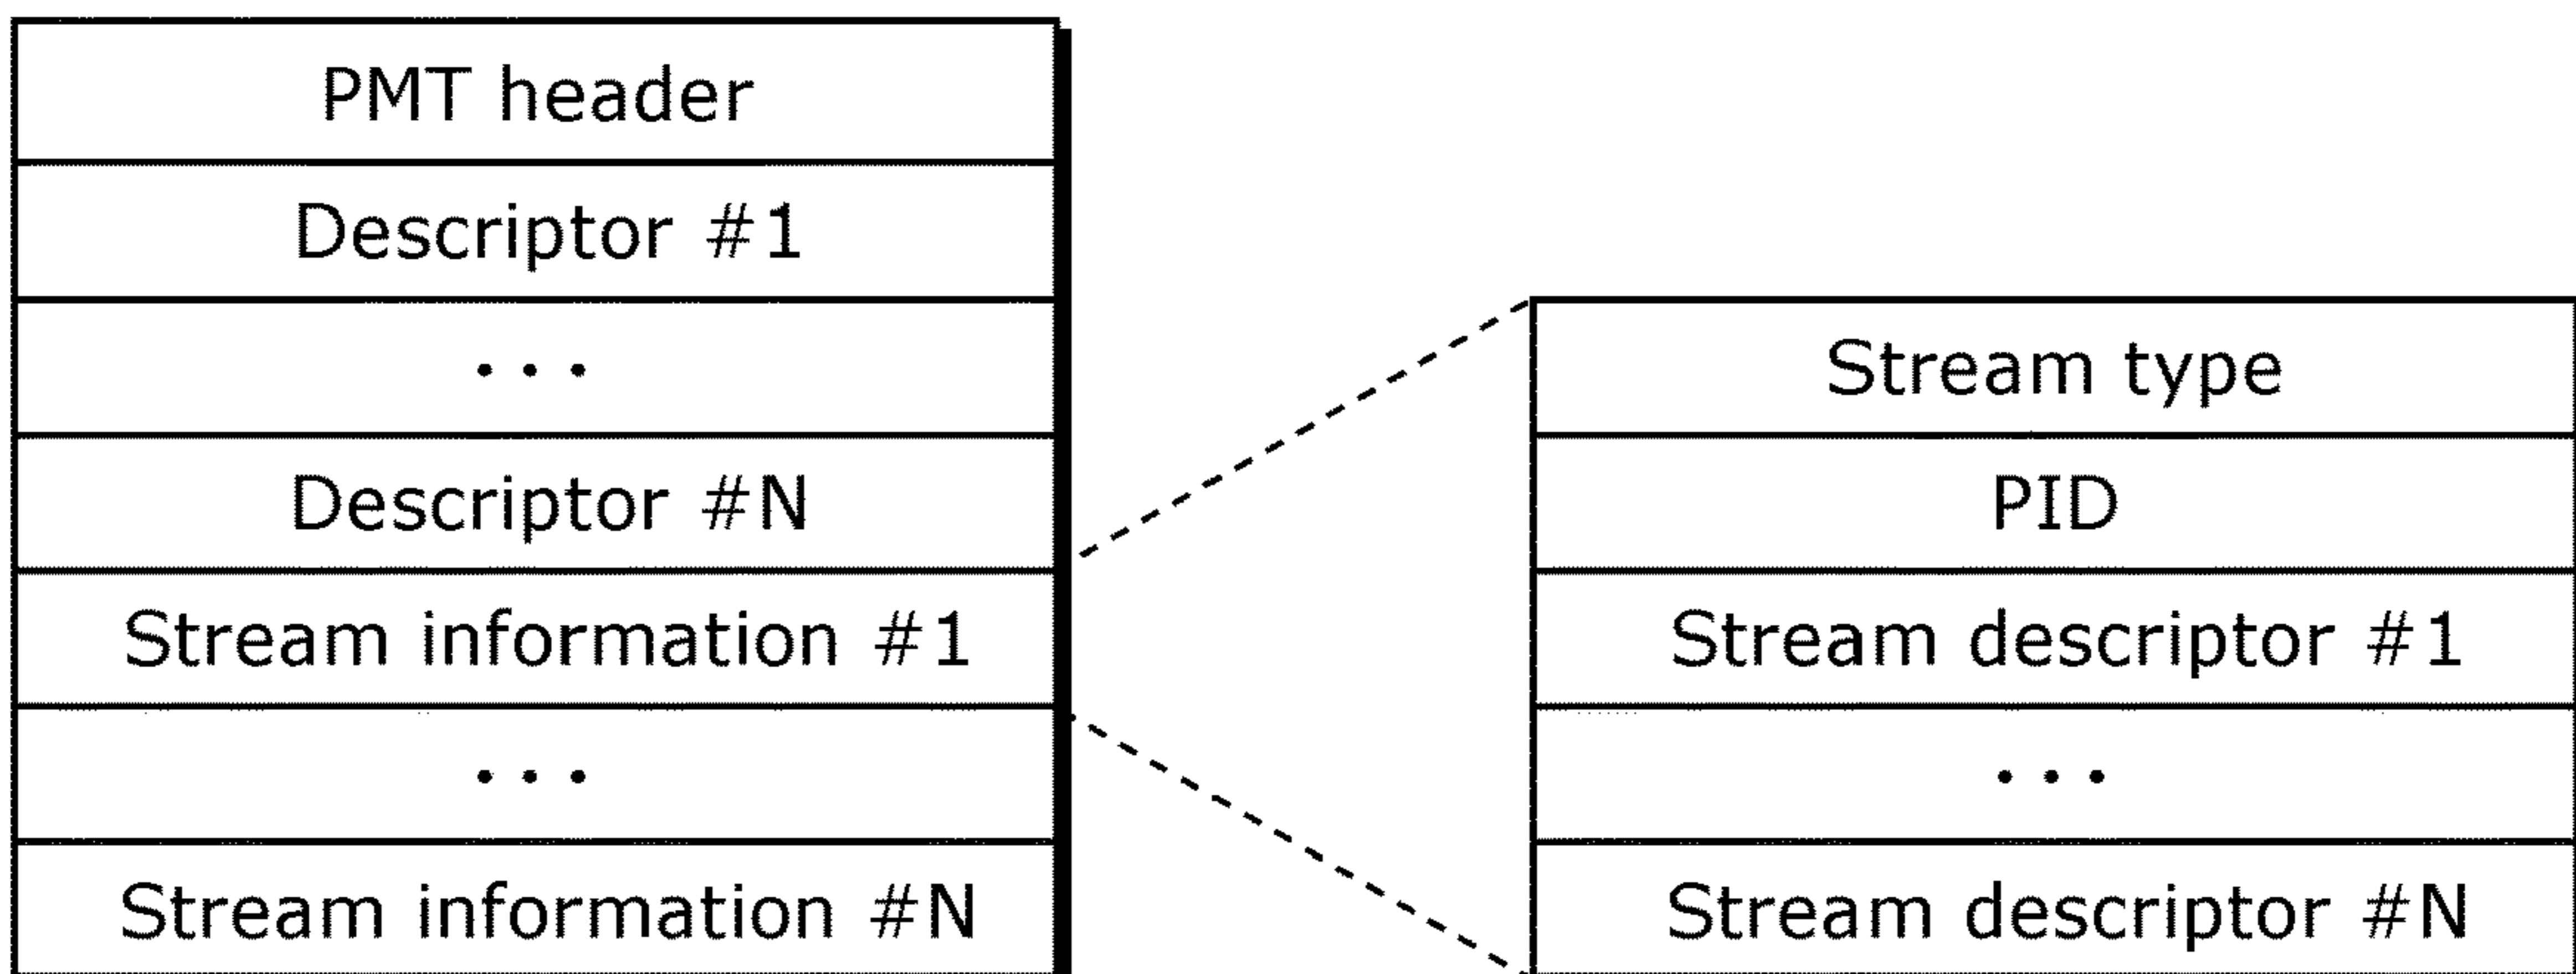 PMT header
Descriptor #1
...
Descriptor #N
Stream information #1
...
Stream information #N
Stream type
PID
Stream descriptor #1
...
Stream descriptor #N